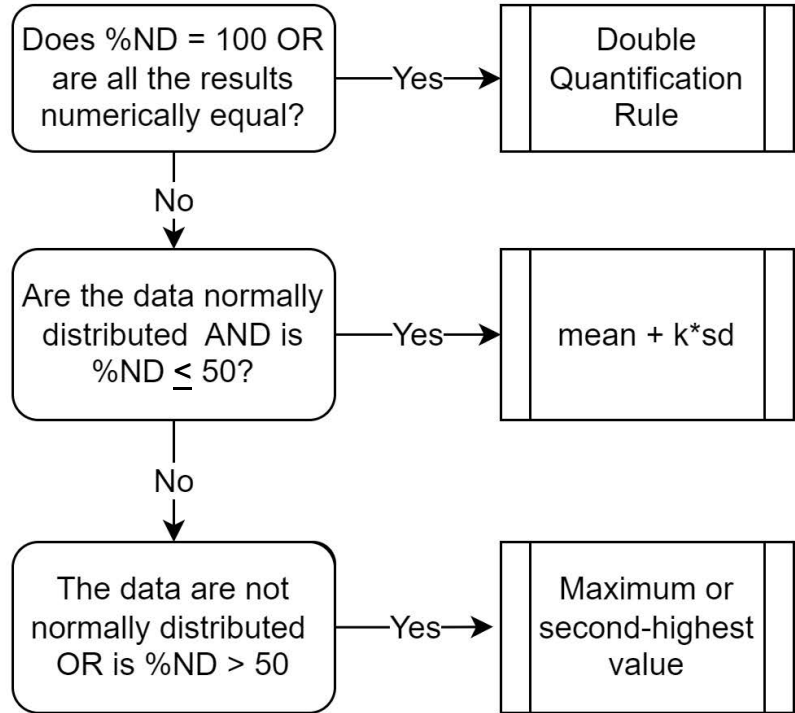 Does %ND = 100 OR
are all the results
numerically equal?
Yes
Double
Quantification
Rule
No
Are the data normally
distributed AND is
%ND ≤ 50?
Yes
mean + k*sd
No
The data are not
normally distributed
OR is %ND > 50
Yes
Maximum or
second-highest
value